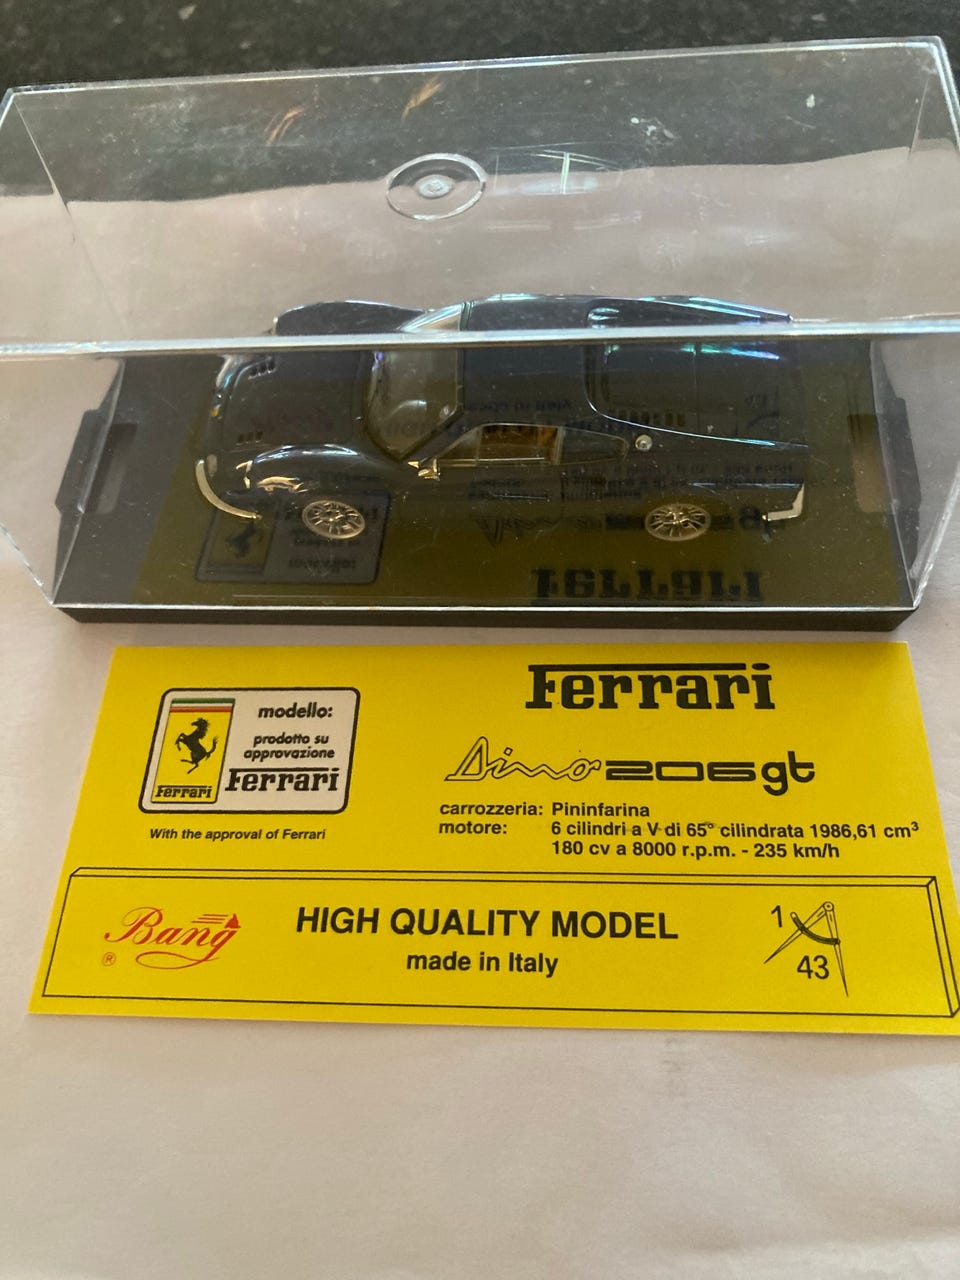 modello:
prodotto su
approvazione
Ferrari
Ferrari
With the approval of Ferrari
Ferrari
Dino 206 gt
carrozzeria: Pininfarina
motore: 6 cilindri a V di 65° cilindrata 1986,61 cm³
180 cv a 8000 r.p.m. - 235 km/h
Bang
®
HIGH QUALITY MODEL
made in Italy
1
43